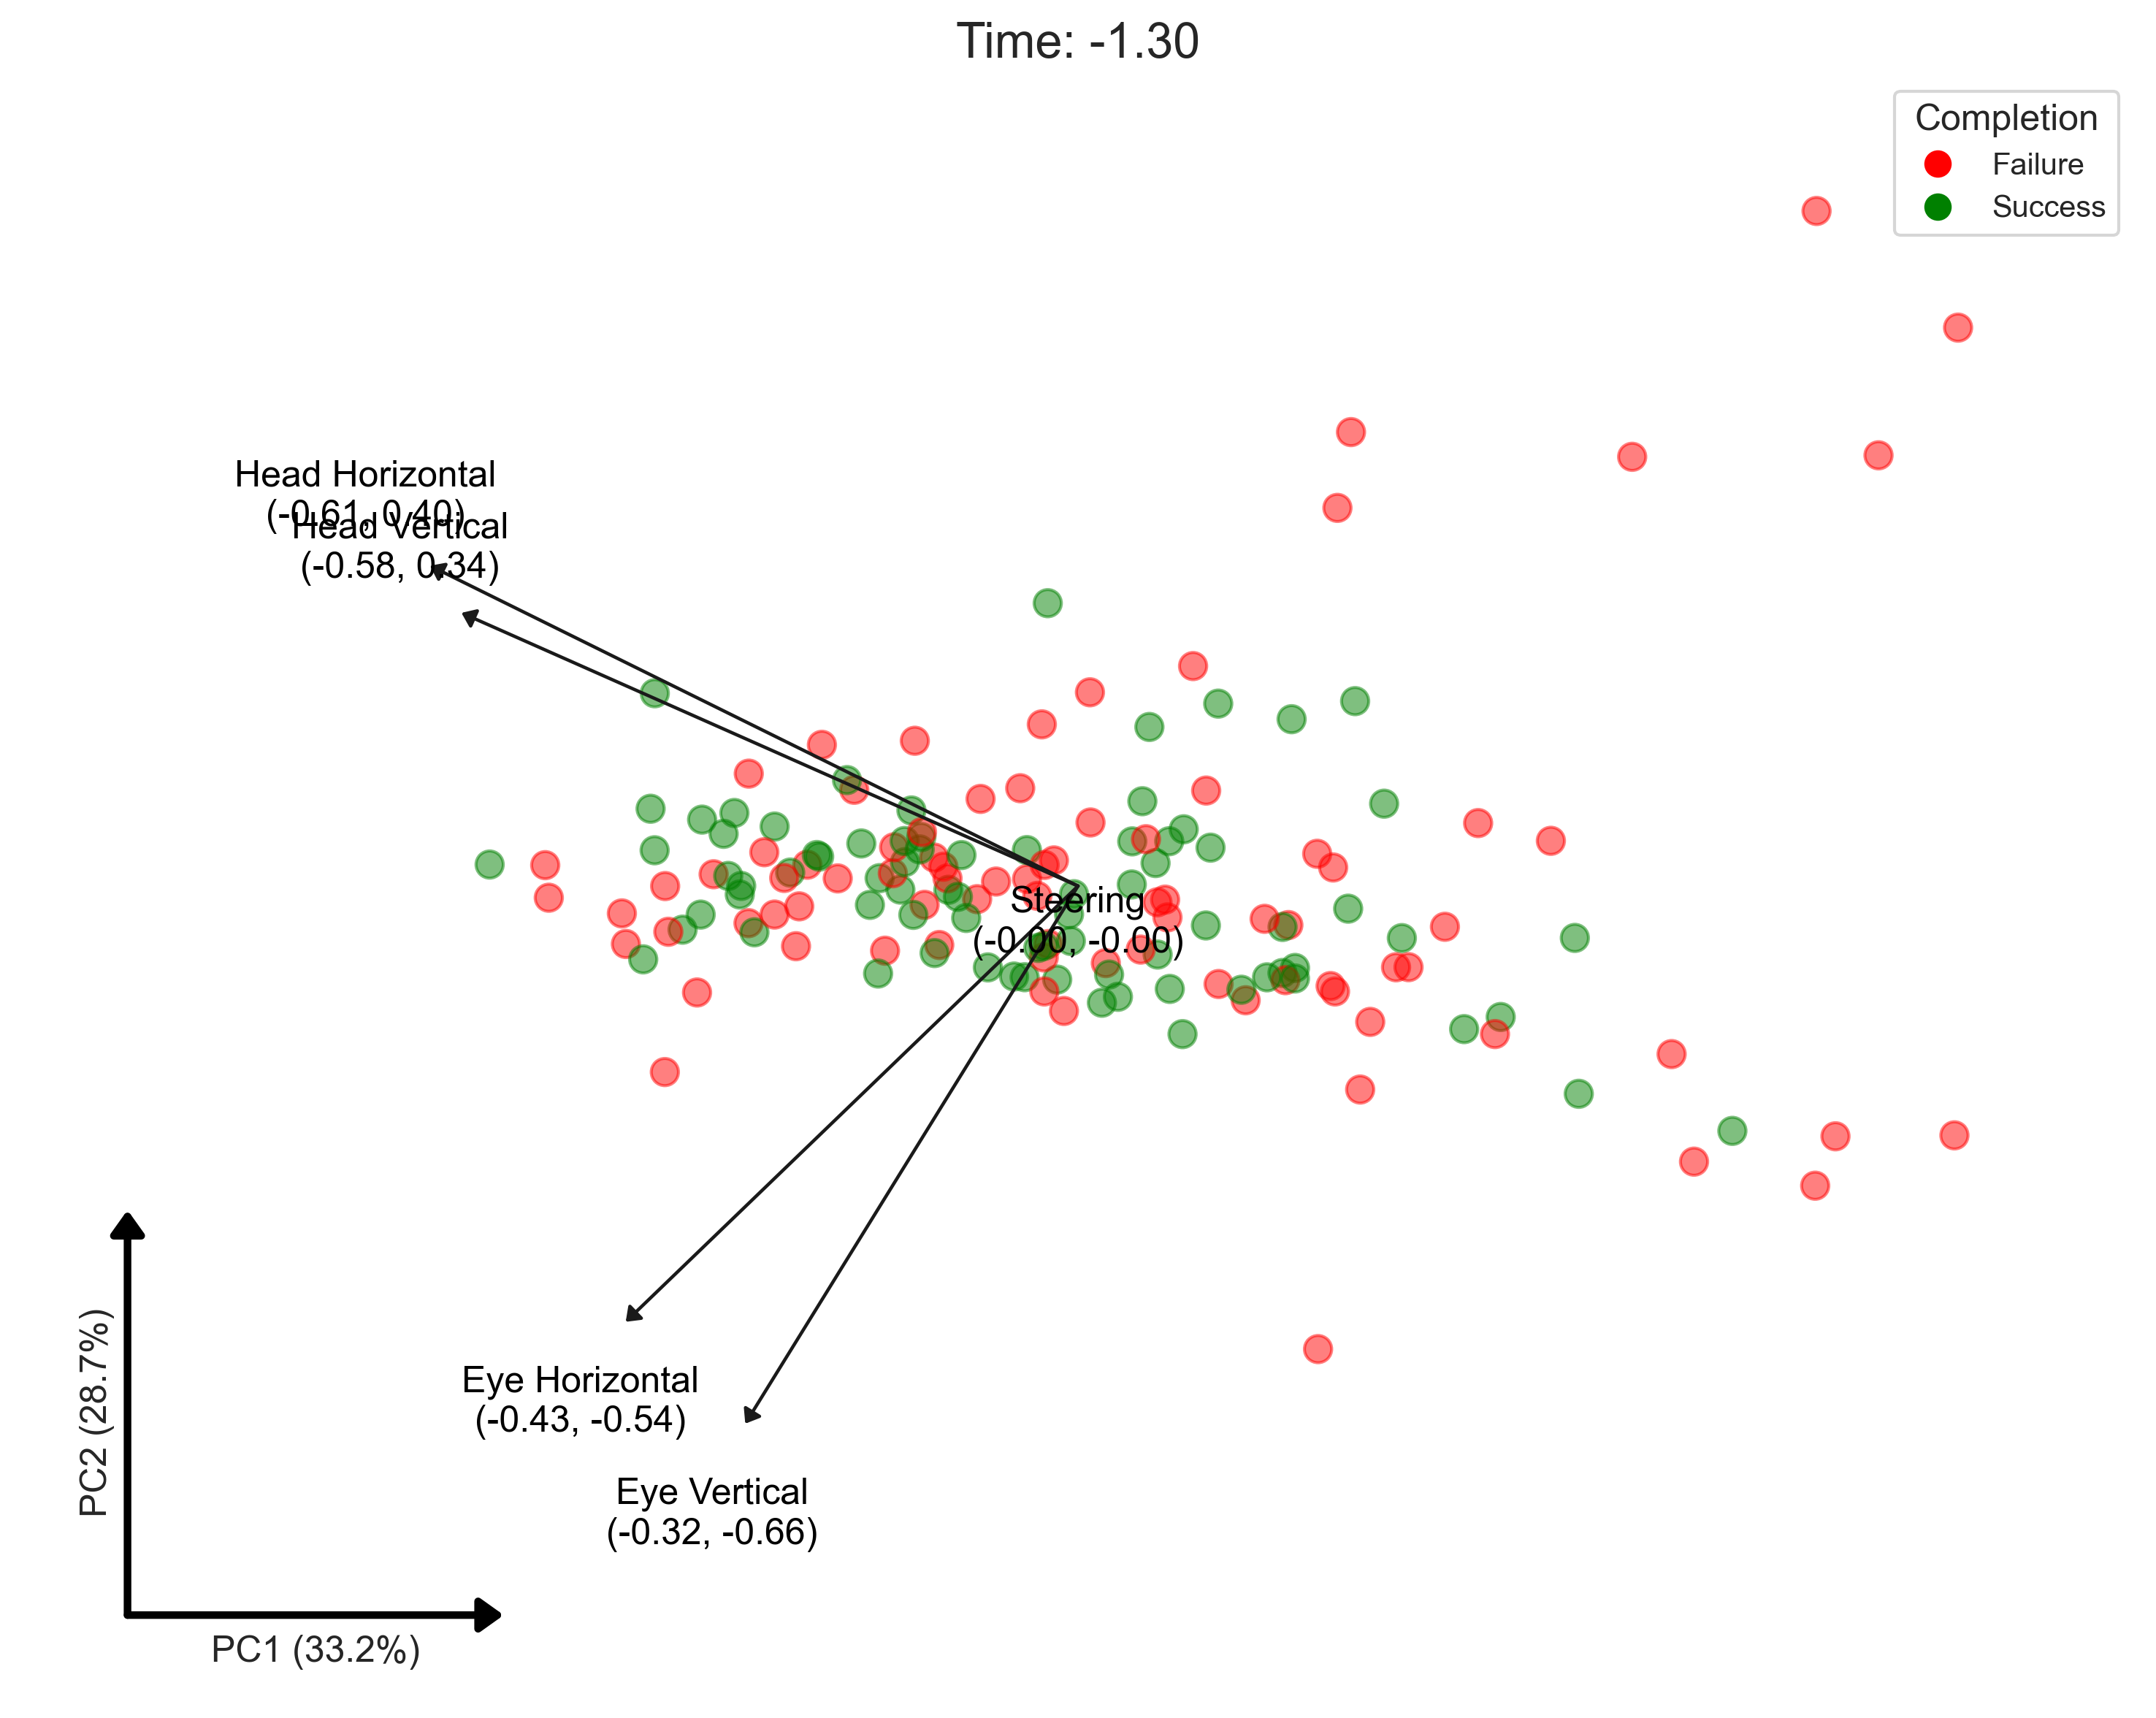 Time: -1.30
Completion
Failure
Success
Head Horizontal
(-0.61, 0.40)
Head Vertical
(-0.58, 0.34)
Steering
(-0.00, -0.00)
Eye Horizontal
(-0.43, -0.54)
Eye Vertical
(-0.32, -0.66)
PC2 (28.7%)
PC1 (33.2%)